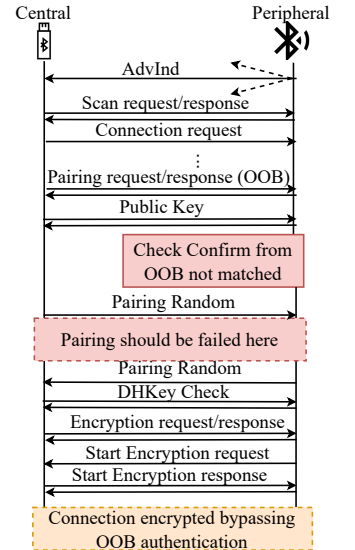 Central Peripheral
AdvInd
Scan request/response
Connection request
⋮
Pairing request/response (OOB)
Public Key
Check Confirm from
OOB not matched
Pairing Random
Pairing should be failed here
Pairing Random
DHKey Check
Encryption request/response
Start Encryption request
Start Encryption response
Connection encrypted bypassing
OOB authentication